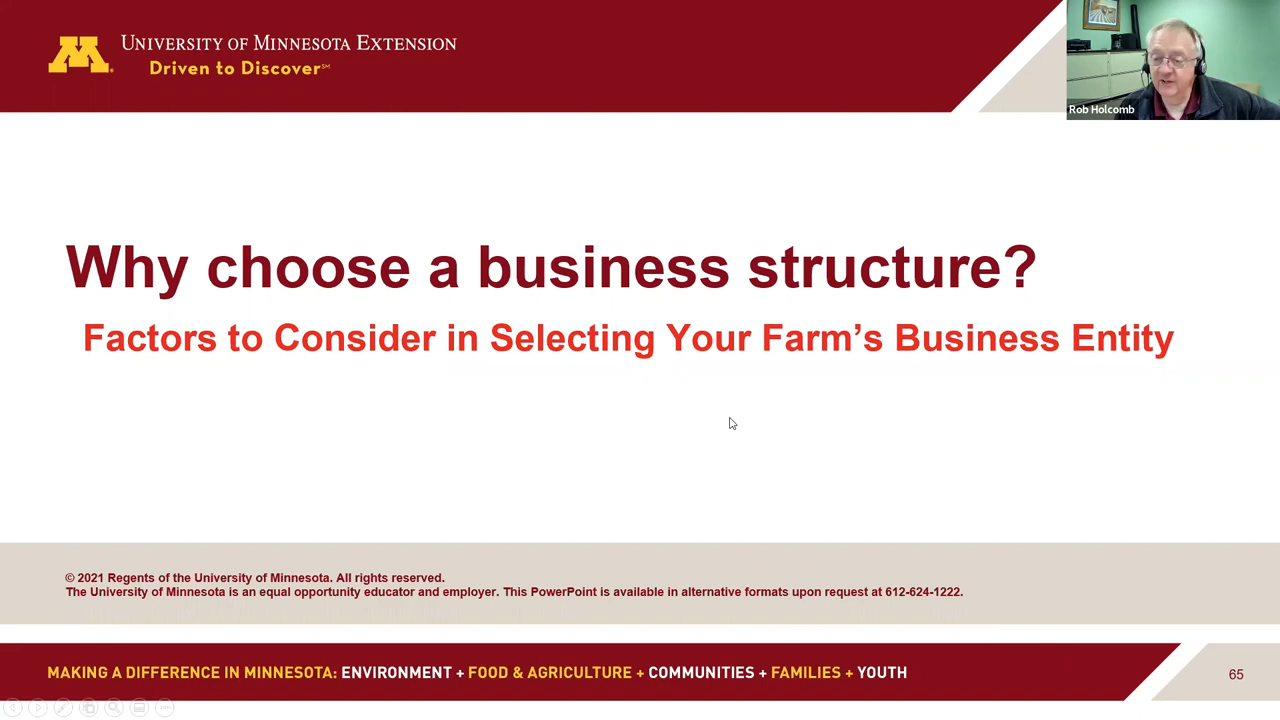 UNIVERSITY OF MINNESOTA EXTENSION
Driven to Discover℠
Rob Holcomb
Why choose a business structure?
Factors to Consider in Selecting Your Farm’s Business Entity
© 2021 Regents of the University of Minnesota. All rights reserved.
The University of Minnesota is an equal opportunity educator and employer. This PowerPoint is available in alternative formats upon request at 612-624-1222.
MAKING A DIFFERENCE IN MINNESOTA: ENVIRONMENT + FOOD & AGRICULTURE + COMMUNITIES + FAMILIES + YOUTH
65